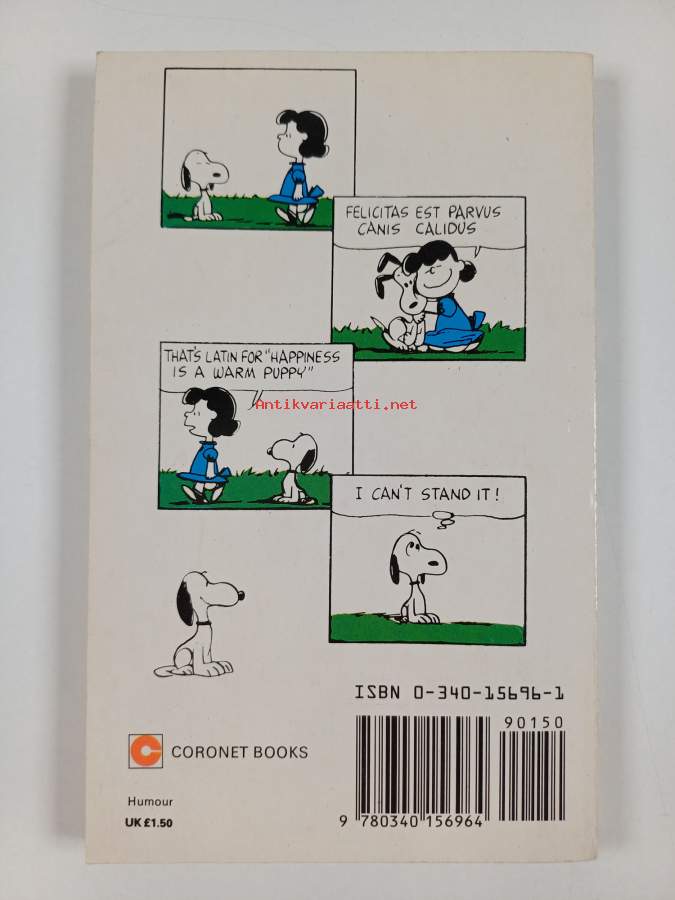 FELICITAS EST PARVUS
CANIS CALIDUS
THAT'S LATIN FOR "HAPPINESS
IS A WARM PUPPY"
Antikvariaatti.net
I CAN'T STAND IT!
ISBN 0-340-15696-1
90150
CORONET BOOKS
Humour
UK £1.50
9 780340 156964